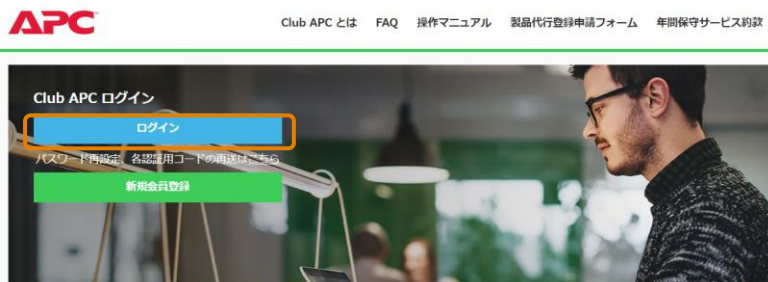 APC
Club APC とは FAQ 操作マニュアル 製品代行登録申請フォーム 年間保守サービス約款
Club APC ログイン
ログイン
パスワード再設定、各認証用コードの再送はこちら
新規会員登録